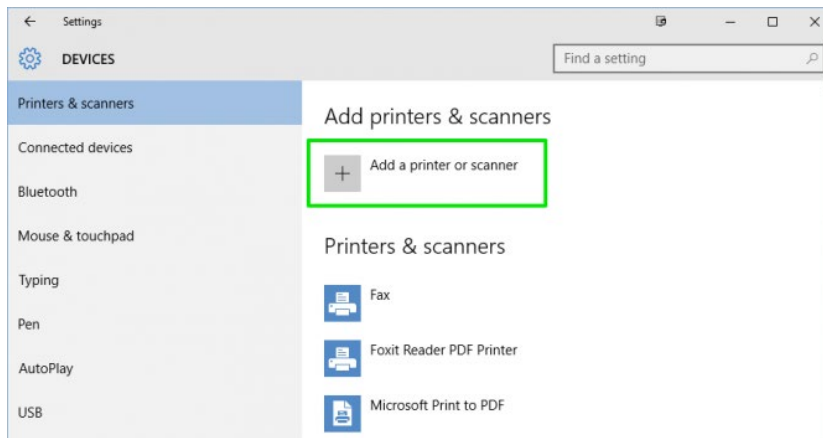 Settings
DEVICES
Find a setting
Printers & scanners
Connected devices
Bluetooth
Mouse & touchpad
Typing
Pen
AutoPlay
USB
Add printers & scanners
Add a printer or scanner
Printers & scanners
Fax
Foxit Reader PDF Printer
Microsoft Print to PDF